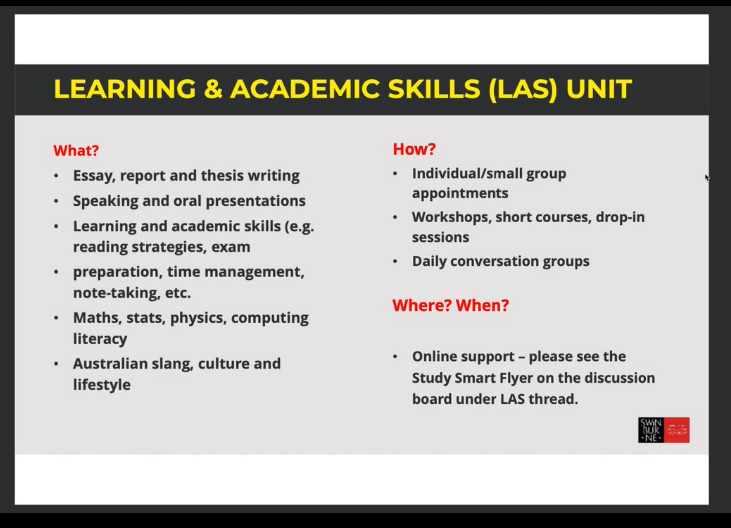 LEARNING & ACADEMIC SKILLS (LAS) UNIT
What?
• Essay, report and thesis writing
• Speaking and oral presentations
• Learning and academic skills (e.g.
reading strategies, exam
• preparation, time management,
note-taking, etc.
• Maths, stats, physics, computing
literacy
• Australian slang, culture and
lifestyle
How?
• Individual/small group
appointments
• Workshops, short courses, drop-in
sessions
• Daily conversation groups
Where? When?
• Online support – please see the
Study Smart Flyer on the discussion
board under LAS thread.
SWIN
BUR
• NE •